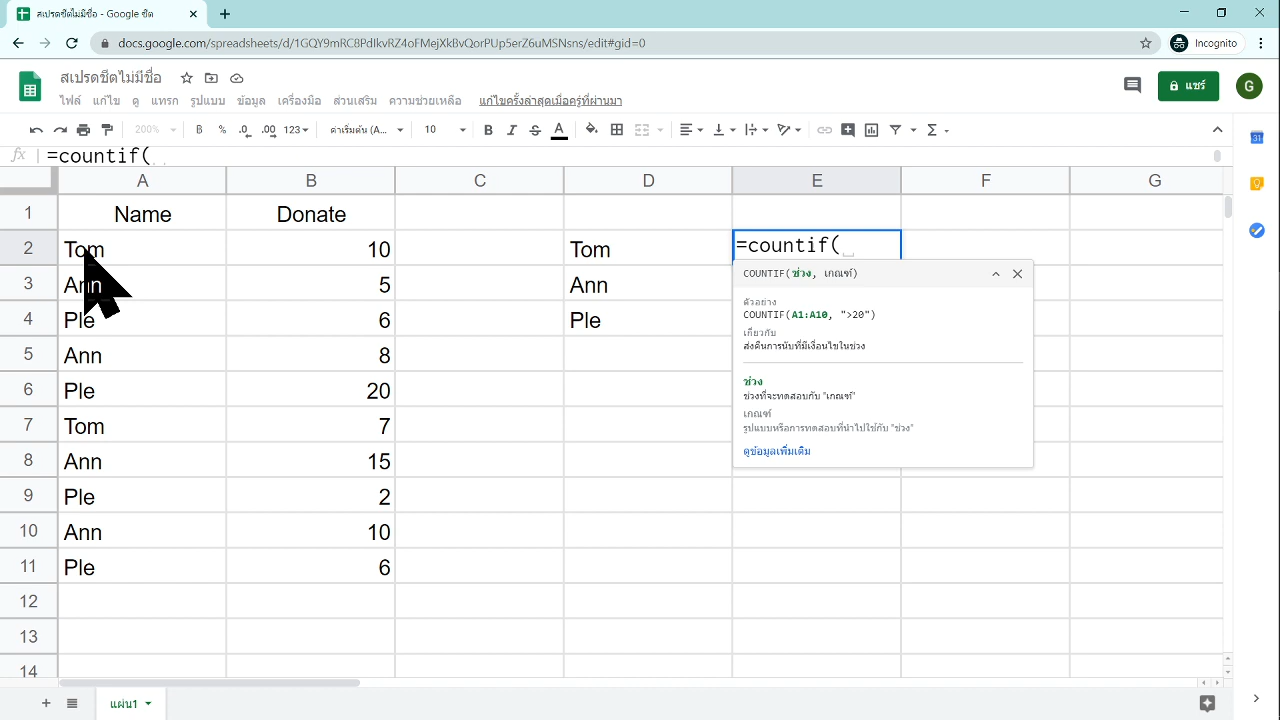 สเปรดชีตไม่มีชื่อ - Google ชีต
docs.google.com/spreadsheets/d/1GQY9mRC8PdIkvRZ4oFMejXkBvQoPUp5erZ6uMSNsns/edit#gid=0
Incognito
สเปรดชีตไม่มีชื่อ
ไฟล์ แก้ไข ดู แทรก รูปแบบ ข้อมูล เครื่องมือ ส่วนเสริม ความช่วยเหลือ แก้ไขครั้งล่าสุดเมื่อครู่ที่ผ่านมา
แชร์
G
200% B % .0 .00 123 ค่าเริ่มต้น (A... 10 B I S A Σ
31
fx =countif(
A B C D E F G
1 Name Donate
2 Tom 10 Tom =countif(
3 Ann 5 Ann
4 Ple 6 Ple
5 Ann 8
6 Ple 20
7 Tom 7
8 Ann 15
9 Ple 2
10 Ann 10
11 Ple 6
12
13
14
COUNTIF(ช่วง, เกณฑ์)
ตัวอย่าง
COUNTIF(A1:A10, ">20")
เกี่ยวกับ
ส่งคืนการนับที่มีเงื่อนไขในช่วง
ช่วง
ช่วงที่จะทดสอบกับ "เกณฑ์"
เกณฑ์
รูปแบบหรือการทดสอบที่นำไปใช้กับ "ช่วง"
ดูข้อมูลเพิ่มเติม
แผ่น1